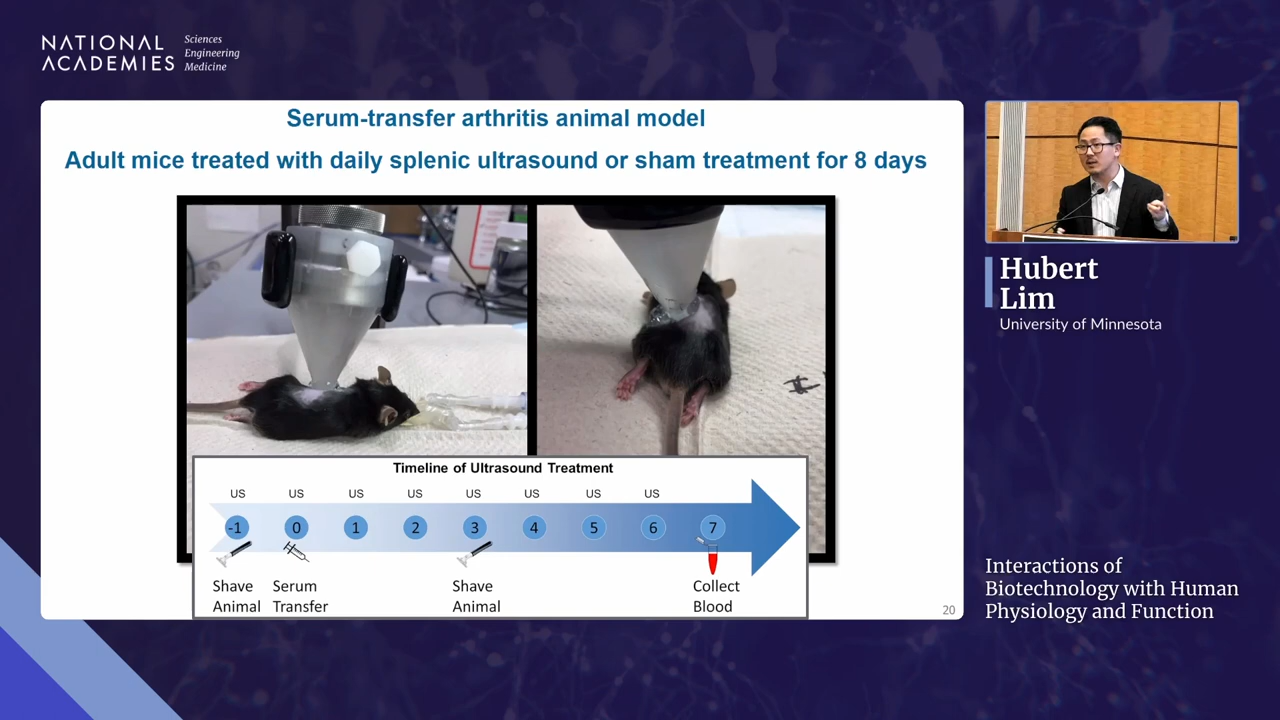 NATIONAL
ACADEMIES
Sciences
Engineering
Medicine
Serum-transfer arthritis animal model
Adult mice treated with daily splenic ultrasound or sham treatment for 8 days
Timeline of Ultrasound Treatment
US US US US US US US US
-1 0 1 2 3 4 5 6 7
Shave
Animal
Serum
Transfer
Shave
Animal
Collect
Blood
20
Hubert
Lim
University of Minnesota
Interactions of
Biotechnology with Human
Physiology and Function